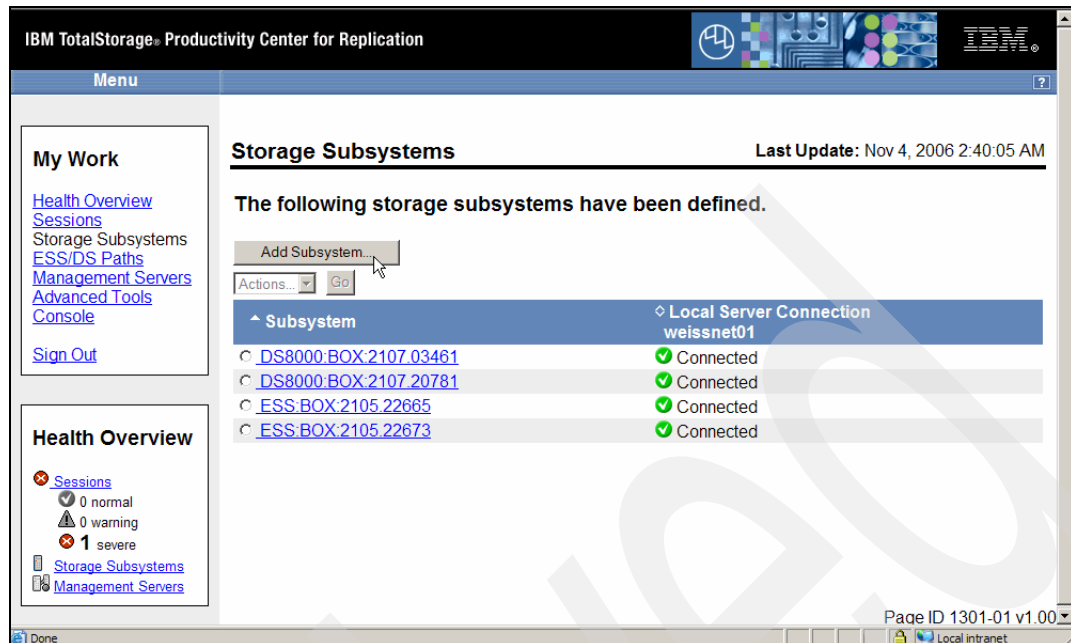 IBM TotalStorage® Productivity Center for Replication
IBM®
Menu
?
My Work
Health Overview
Sessions
Storage Subsystems
ESS/DS Paths
Management Servers
Advanced Tools
Console
Sign Out
Health Overview
Sessions
0 normal
0 warning
1 severe
Storage Subsystems
Management Servers
Storage Subsystems
Last Update: Nov 4, 2006 2:40:05 AM
The following storage subsystems have been defined.
Add Subsystem...
Actions... Go
Subsystem Local Server Connection
weissnet01
DS8000:BOX:2107.03461 Connected
DS8000:BOX:2107.20781 Connected
ESS:BOX:2105.22665 Connected
ESS:BOX:2105.22673 Connected
Page ID 1301-01 v1.00
Done Local intranet